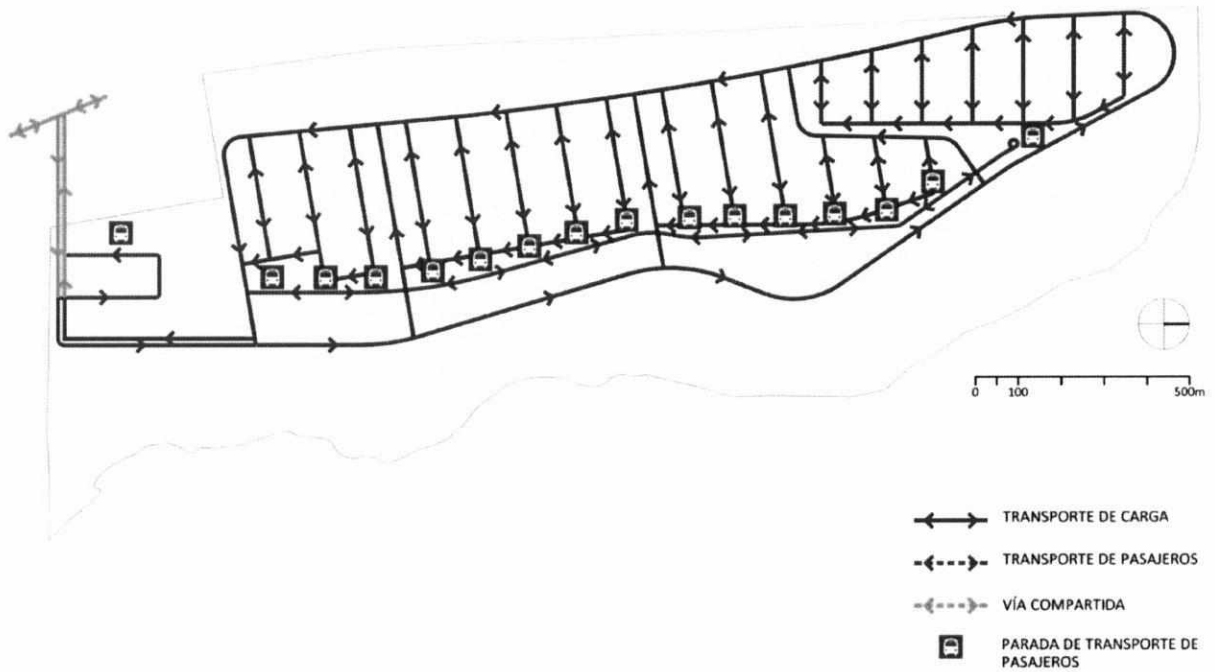 0 100 500m
TRANSPORTE DE CARGA
TRANSPORTE DE PASAJEROS
VÍA COMPARTIDA
PARADA DE TRANSPORTE DE
PASAJEROS